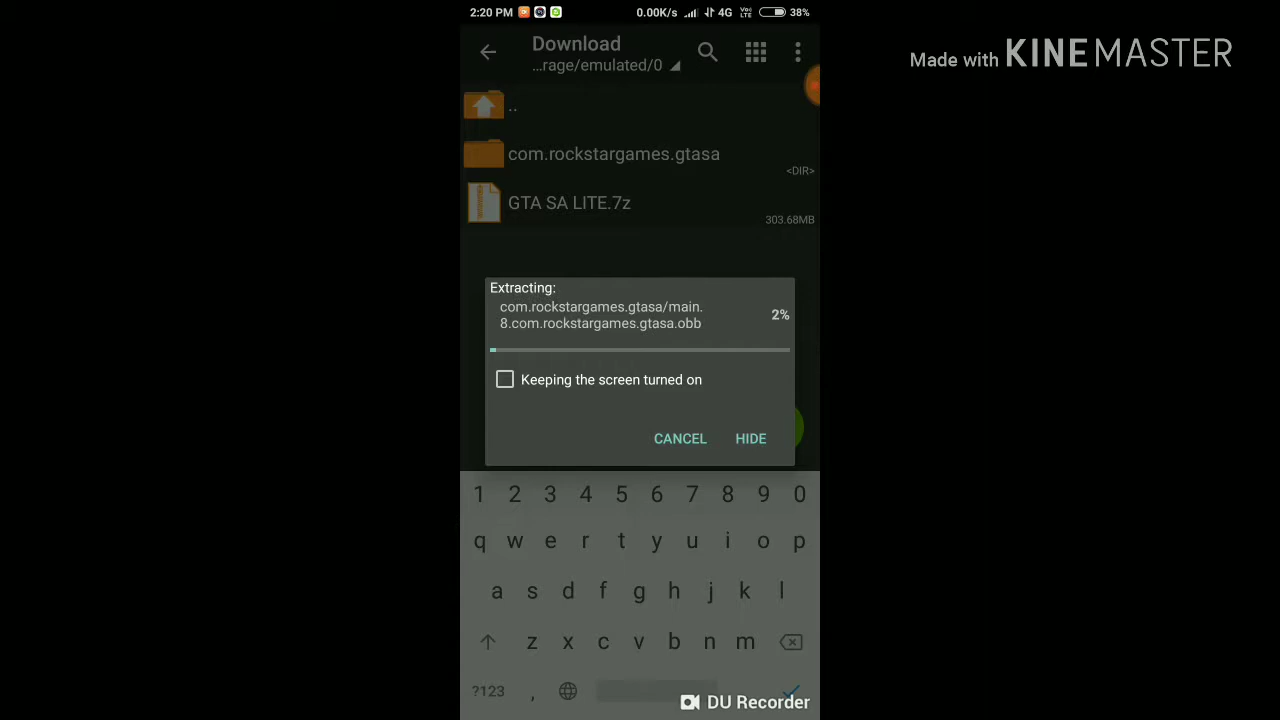 2:20 PM 0.00K/s 4G Vo LTE 38%
Made with KINEMASTER
Download
...rage/emulated/0
..
com.rockstargames.gtasa
<DIR>
GTA SA LITE.7z
303.68MB
Extracting:
com.rockstargames.gtasa/main.
8.com.rockstargames.gtasa.obb
2%
Keeping the screen turned on
CANCEL HIDE
1 2 3 4 5 6 7 8 9 0
q w e r t y u i o p
a s d f g h j k l
z x c v b n m
?123 ,
DU Recorder